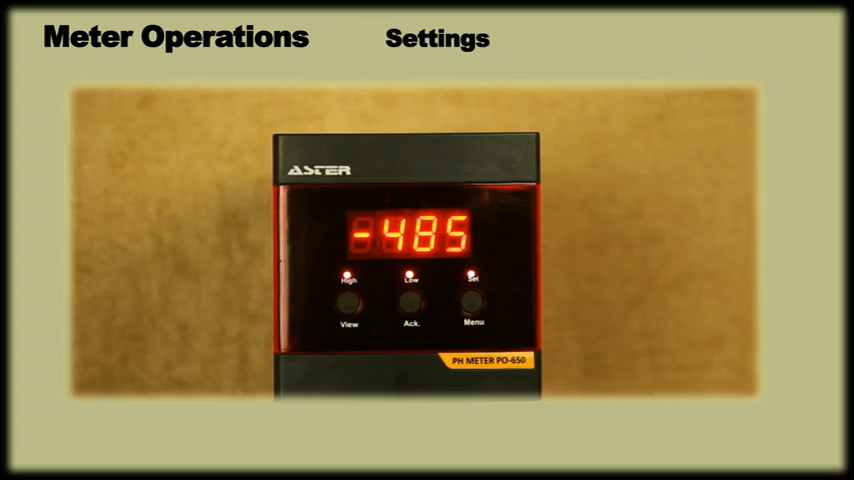 Meter Operations Settings
ASTER
-485
High Low Set
View Ack. Menu
PH METER PO-650